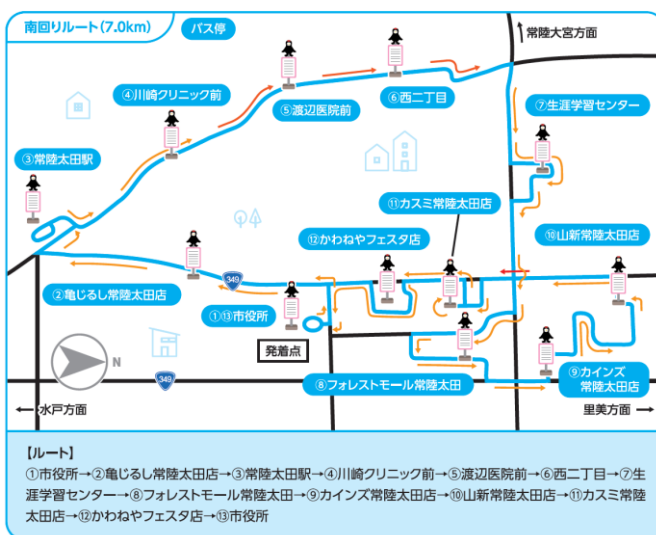 南回りルート(7.0km)
バス停
常陸大宮方面
④川崎クリニック前
⑤渡辺医院前
⑥西二丁目
⑦生涯学習センター
③常陸太田駅
⑪カスミ常陸太田店
⑫かわねやフェスタ店
⑩山新常陸太田店
②亀じるし常陸太田店
349
①⑬市役所
発着点
N
349
⑧フォレストモール常陸太田
⑨カインズ
常陸太田店
水戸方面
里美方面
【ルート】
①市役所→②亀じるし常陸太田店→③常陸太田駅→④川崎クリニック前→⑤渡辺医院前→⑥西二丁目→⑦生
涯学習センター→⑧フォレストモール常陸太田→⑨カインズ常陸太田店→⑩山新常陸太田店→⑪カスミ常陸
太田店→⑫かわねやフェスタ店→⑬市役所